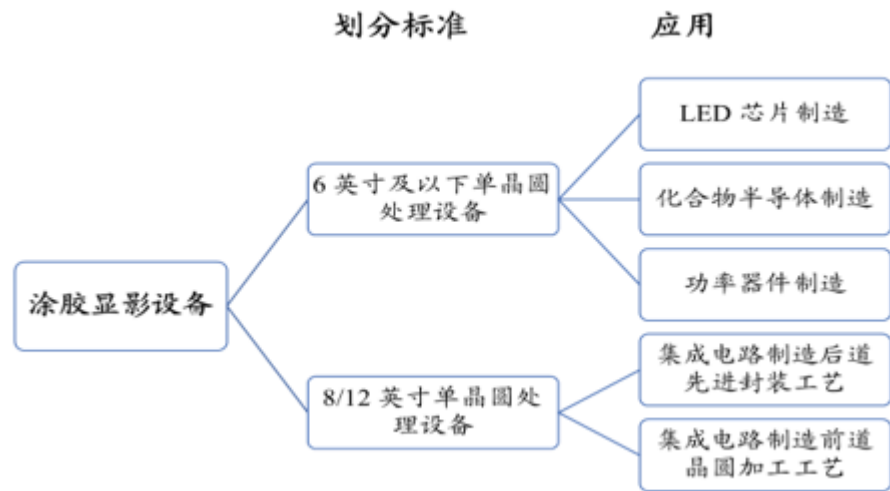 划分标准
应用
LED 芯片制造
6 英寸及以下单晶圆
处理设备
化合物半导体制造
功率器件制造
涂胶显影设备
8/12 英寸单晶圆处
理设备
集成电路制造后道
先进封装工艺
集成电路制造前道
晶圆加工工艺